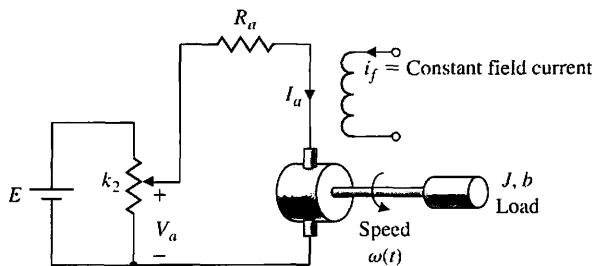 R_a
i_f = Constant field current
I_a
k_2
+
E
V_a
−
J, b
Load
Speed
ω(t)